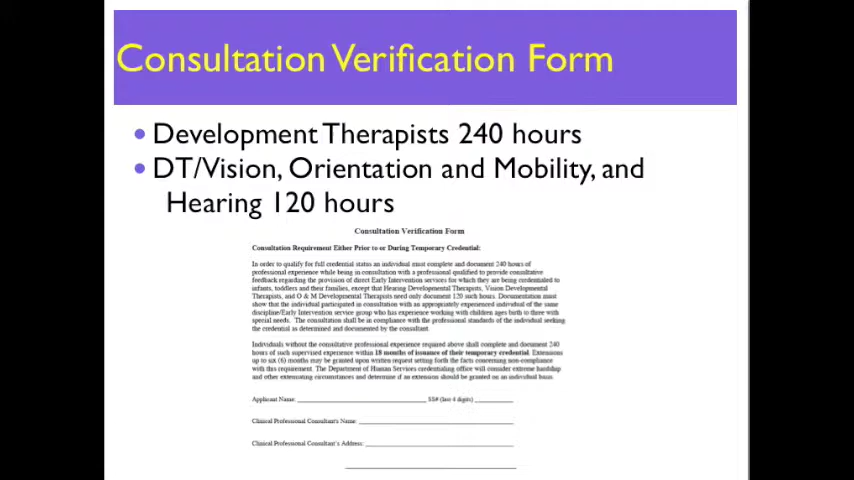 Consultation Verification Form
• Development Therapists 240 hours
• DT/Vision, Orientation and Mobility, and
Hearing 120 hours
Consultation Verification Form
Consultation Requirement Either Prior to or During Temporary Credential:
In order to qualify for full credential status an individual must complete and document 240 hours of
professional experience while being in consultation with a professional qualified to provide consultative
feedback regarding the provision of direct Early Intervention services for which they are being credentialed to
infants, toddlers and their families, except that Hearing Developmental Therapists, Vision Developmental
Therapists, and O & M Developmental Therapists need only document 120 such hours. Documentation must
show that the individual participated in consultation with an appropriately experienced individual of the same
discipline/Early Intervention service group who has experience working with children ages birth to three with
special needs. The consultation shall be in compliance with the professional standards of the individual seeking
the credential as determined and documented by the consultant.
Individuals without the consultative professional experience required above shall complete and document 240
hours of such supervised experience within 18 months of issuance of their temporary credential. Extensions
up to six (6) months may be granted upon written request setting forth the facts concerning non-compliance
with this requirement. The Department of Human Services credentialing office will consider extreme hardship
and other extenuating circumstances and determine if an extension should be granted on an individual basis.
Applicant Name: SS# (last 4 digits)
Clinical Professional Consultant's Name:
Clinical Professional Consultant's Address: